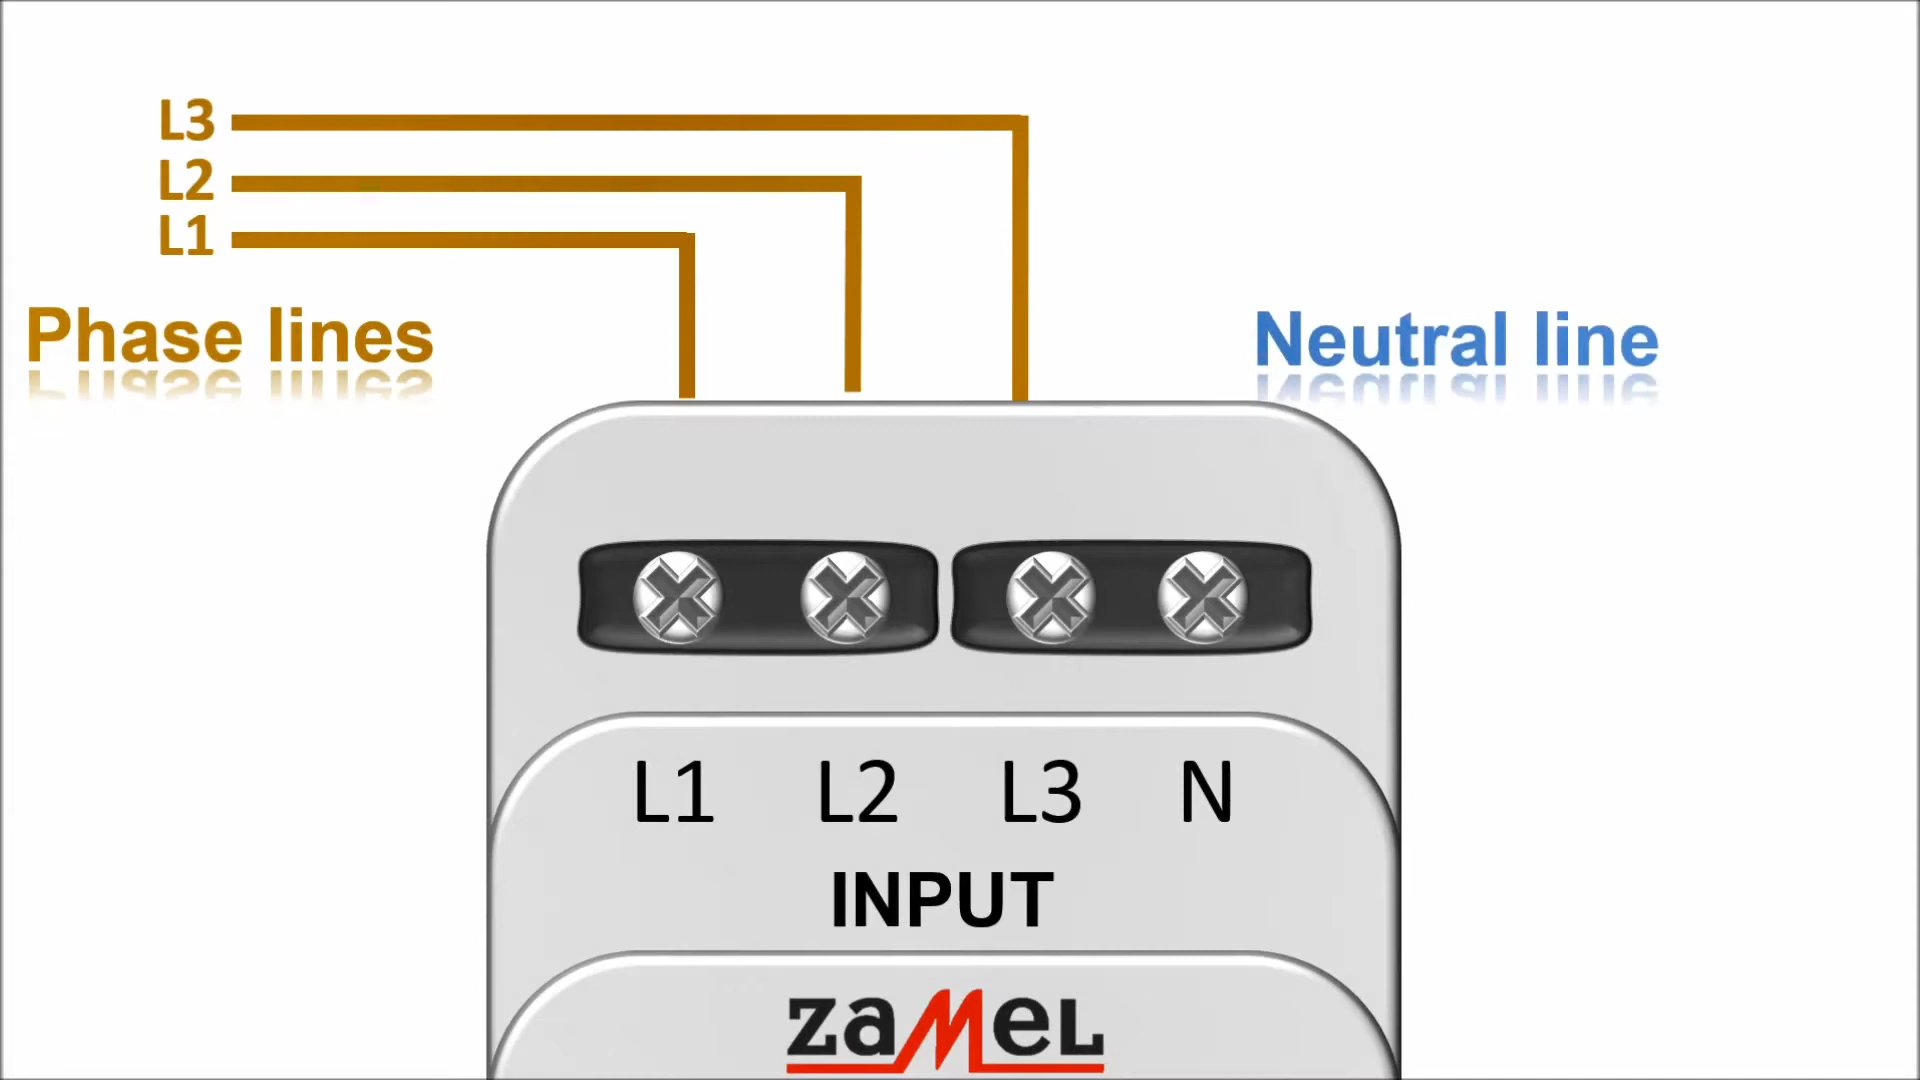 L3
L2
L1
Phase lines
Neutral line
L1 L2 L3 N
INPUT
ZAMEL